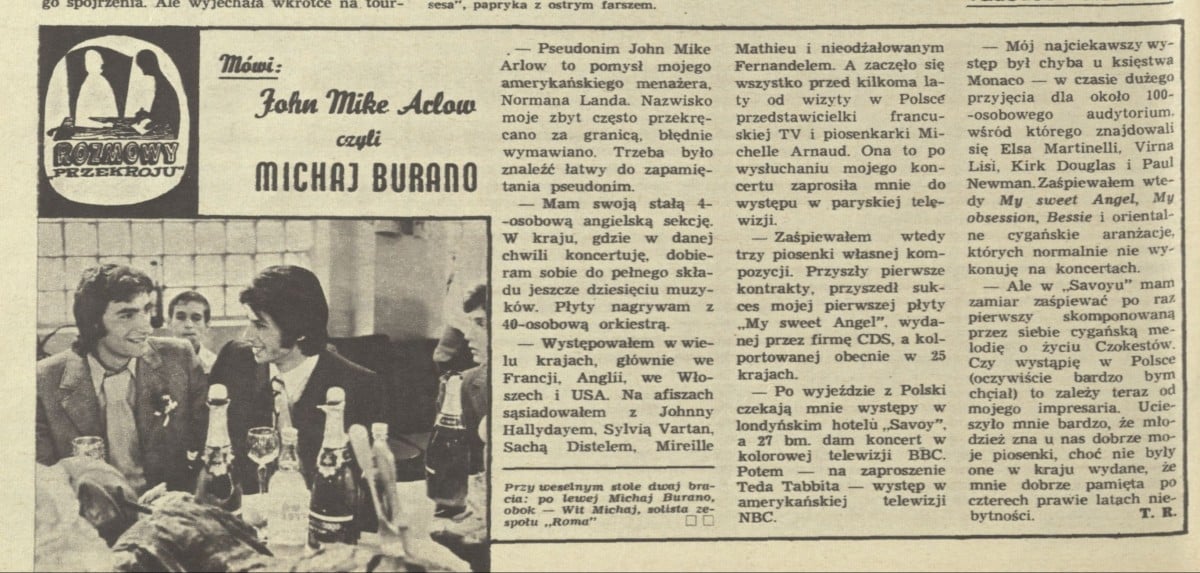 go spojrzenia. Ale wyjechała wkrótce na tour-
sesa", papryka z ostrym farszem.
ROZMOWY
„PRZEKROJU"
Mówi:
John Mike Arlow
czyli
MICHAJ BURANO
— Pseudonim John Mike
Arlow to pomysł mojego
amerykańskiego menażera,
Normana Landa. Nazwisko
moje zbyt często przekrę-
cano za granicą, błędnie
wymawiano. Trzeba było
znaleźć łatwy do zapamię-
tania pseudonim.
— Mam swoją stałą 4-
-osobową angielską sekcję.
W kraju, gdzie w danej
chwili koncertuję, dobie-
ram sobie do pełnego skła-
du jeszcze dziesięciu muzy-
ków. Płyty nagrywam z
40-osobową orkiestrą.
— Występowałem w wie-
lu krajach, głównie we
Francji, Anglii, we Wło-
szech i USA. Na afiszach
sąsiadowałem z Johnny
Hallydayem, Sylvią Vartan,
Sachą Distelem, Mireille
Przy weselnym stole dwaj bra-
cia: po lewej Michaj Burano,
obok — Wit Michaj, solista ze-
społu „Roma"
Mathieu i nieodżałowanym
Fernandelem. A zaczęło się
wszystko przed kilkoma la-
ty od wizyty w Polsce
przedstawicielki francu-
skiej TV i piosenkarki Mi-
chelle Arnaud. Ona to po
wysłuchaniu mojego kon-
certu zaprosiła mnie do
występu w paryskiej tele-
wizji.
— Zaśpiewałem wtedy
trzy piosenki własnej kom-
pozycji. Przyszły pierwsze
kontrakty, przyszedł suk-
ces mojej pierwszej płyty
„My sweet Angel", wyda-
nej przez firmę CDS, a kol-
portowanej obecnie w 25
krajach.
— Po wyjeździe z Polski
czekają mnie występy w
londyńskim hotelu „Savoy",
a 27 bm. dam koncert w
kolorowej telewizji BBC.
Potem — na zaproszenie
Teda Tabbita — występ w
amerykańskiej telewizji
NBC.
— Mój najciekawszy wy-
stęp był chyba u księstwa
Monaco — w czasie dużego
przyjęcia dla około 100-
-osobowego audytorium,
wśród którego znajdowali
się Elsa Martinelli, Virna
Lisi, Kirk Douglas i Paul
Newman. Zaśpiewałem wte-
dy My sweet Angel, My
obsession, Bessie i oriental-
ne cygańskie aranżacje,
których normalnie nie wy-
konuję na koncertach.
— Ale w „Savoyu" mam
zamiar zaśpiewać po raz
pierwszy skomponowaną
przez siebie cygańską me-
lodię o życiu Czokestów.
Czy wystąpię w Polsce
(oczywiście bardzo bym
chciał) to zależy teraz od
mojego impresaria. Ucie-
szyło mnie bardzo, że mło-
dzież zna u nas dobrze mo-
je piosenki, choć nie były
one w kraju wydane, że
mnie dobrze pamięta po
czterech prawie latach nie-
bytności. T. R.